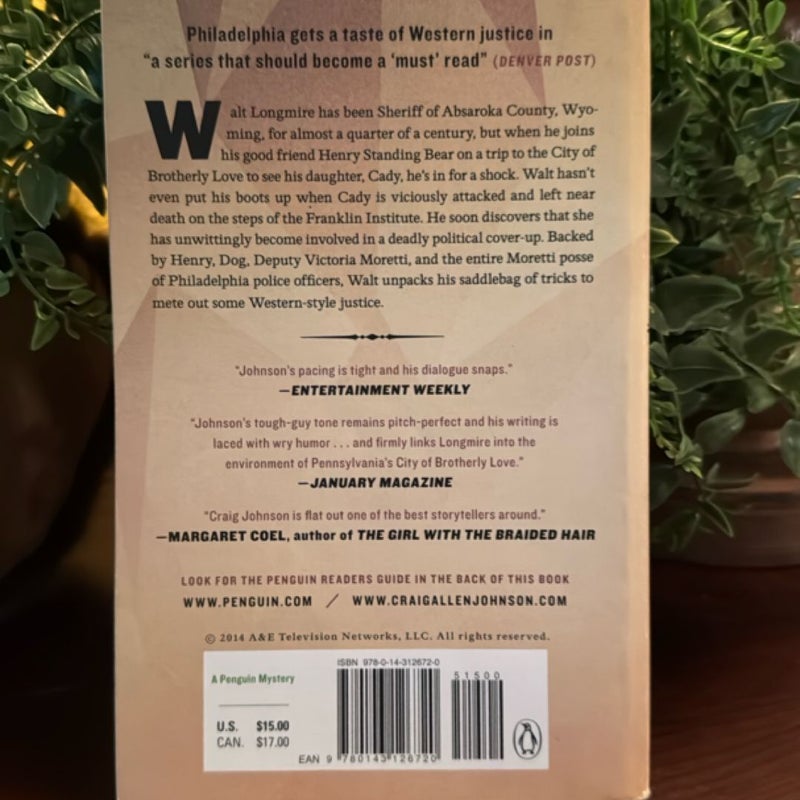 Philadelphia gets a taste of Western justice in
“a series that should become a ‘must’ read” (DENVER POST)
Walt Longmire has been Sheriff of Absaroka County, Wyo-
ming, for almost a quarter of a century, but when he joins
his good friend Henry Standing Bear on a trip to the City of
Brotherly Love to see his daughter, Cady, he’s in for a shock. Walt hasn’t
even put his boots up when Cady is viciously attacked and left near
death on the steps of the Franklin Institute. He soon discovers that she
has unwittingly become involved in a deadly political cover-up. Backed
by Henry, Dog, Deputy Victoria Moretti, and the entire Moretti posse
of Philadelphia police officers, Walt unpacks his saddlebag of tricks to
mete out some Western-style justice.
“Johnson’s pacing is tight and his dialogue snaps.”
—ENTERTAINMENT WEEKLY
“Johnson’s tough-guy tone remains pitch-perfect and his writing is
laced with wry humor . . . and firmly links Longmire into the
environment of Pennsylvania’s City of Brotherly Love.”
—JANUARY MAGAZINE
“Craig Johnson is flat out one of the best storytellers around.”
—MARGARET COEL, author of THE GIRL WITH THE BRAIDED HAIR
LOOK FOR THE PENGUIN READERS GUIDE IN THE BACK OF THIS BOOK
WWW.PENGUIN.COM / WWW.CRAIGALLENJOHNSON.COM
© 2014 A&E Television Networks, LLC. All rights reserved.
ISBN 978-0-14-312672-0
A Penguin Mystery
51500
U.S. $15.00
CAN. $17.00
EAN 9 780143 126720